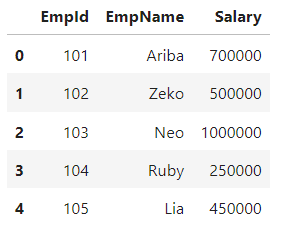 EmpId EmpName Salary
0 101 Ariba 700000
1 102 Zeko 500000
2 103 Neo 1000000
3 104 Ruby 250000
4 105 Lia 450000